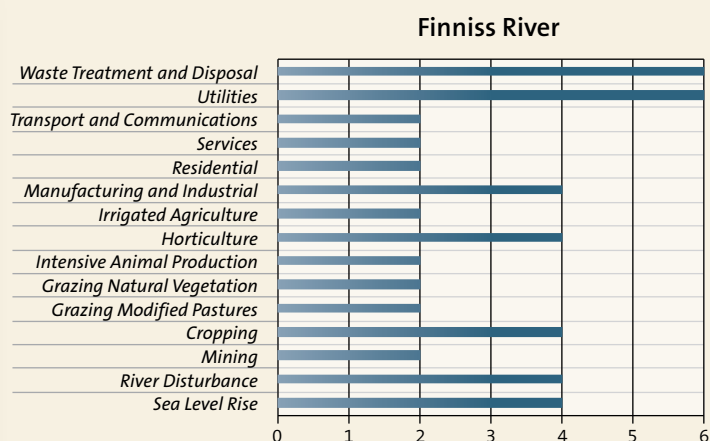 Finniss River
Waste Treatment and Disposal
Utilities
Transport and Communications
Services
Residential
Manufacturing and Industrial
Irrigated Agriculture
Horticulture
Intensive Animal Production
Grazing Natural Vegetation
Grazing Modified Pastures
Cropping
Mining
River Disturbance
Sea Level Rise
0 1 2 3 4 5 6